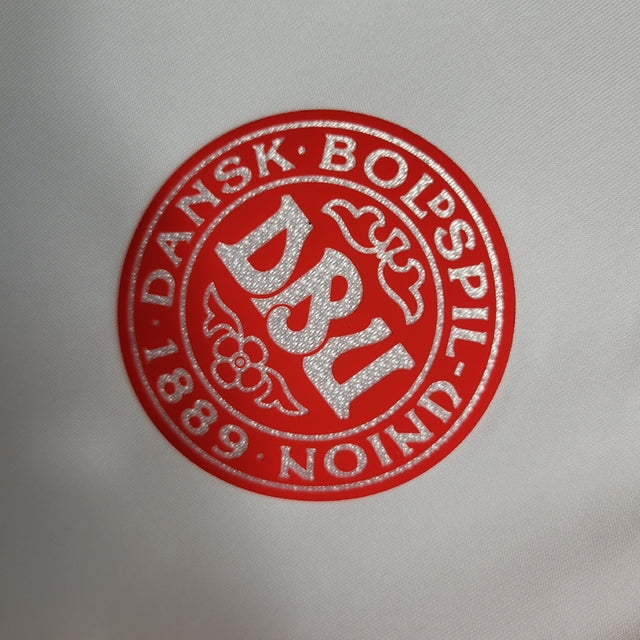 DANSK · BOLDSPIL-UNION · 1889 ·
DBU